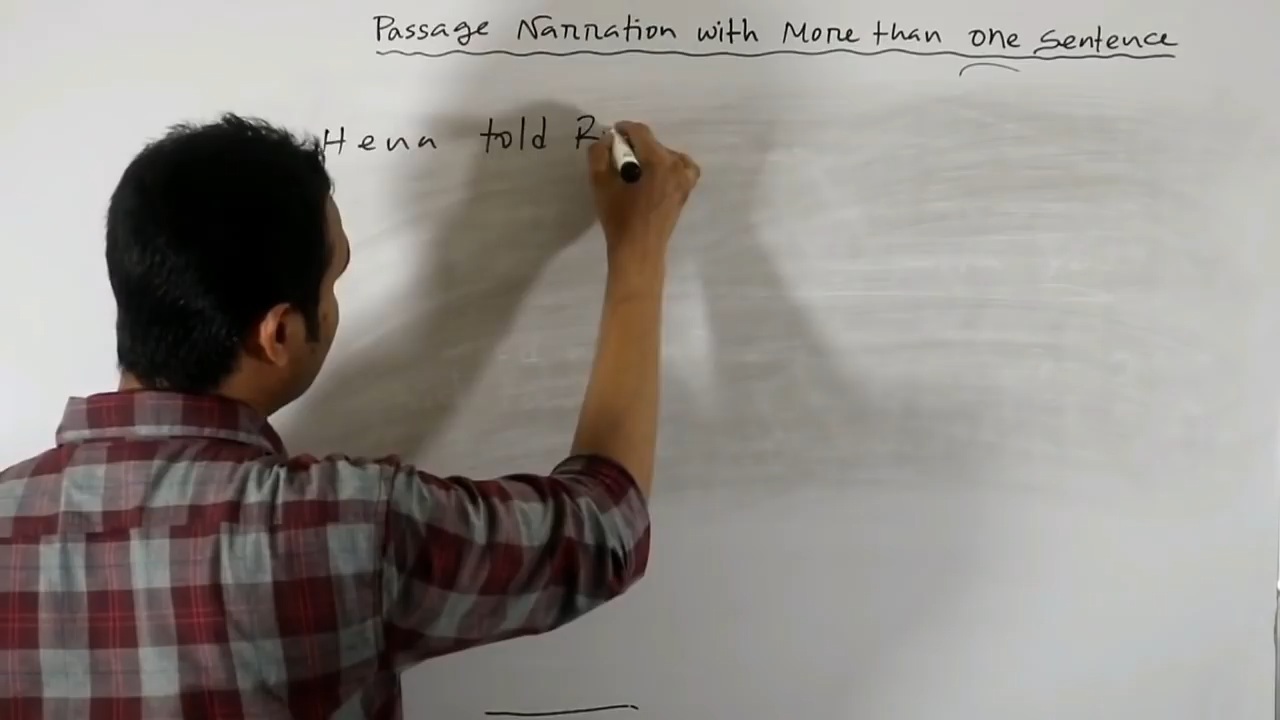 Passage Narration with More than one sentence
Hena told R